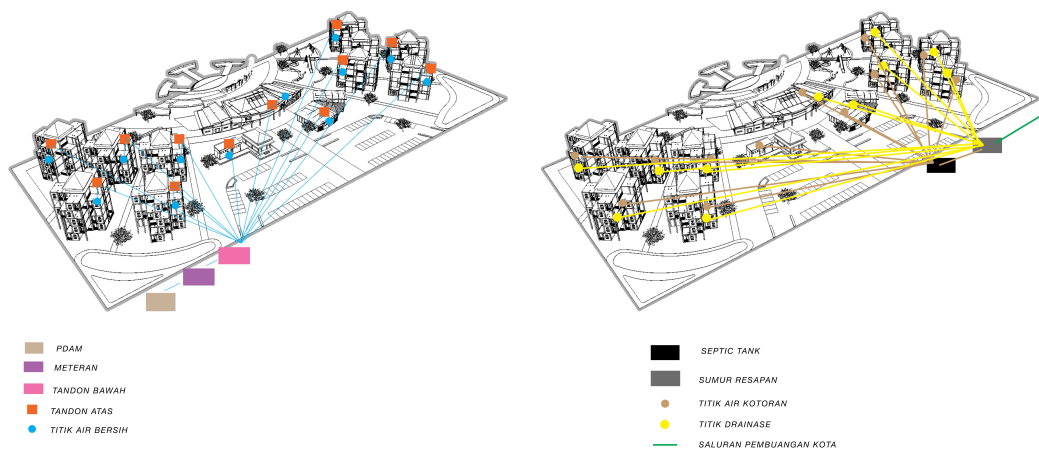 PDAM
METERAN
TANDON BAWAH
TANDON ATAS
TITIK AIR BERSIH
SEPTIC TANK
SUMUR RESAPAN
TITIK AIR KOTORAN
TITIK DRAINASE
SALURAN PEMBUANGAN KOTA